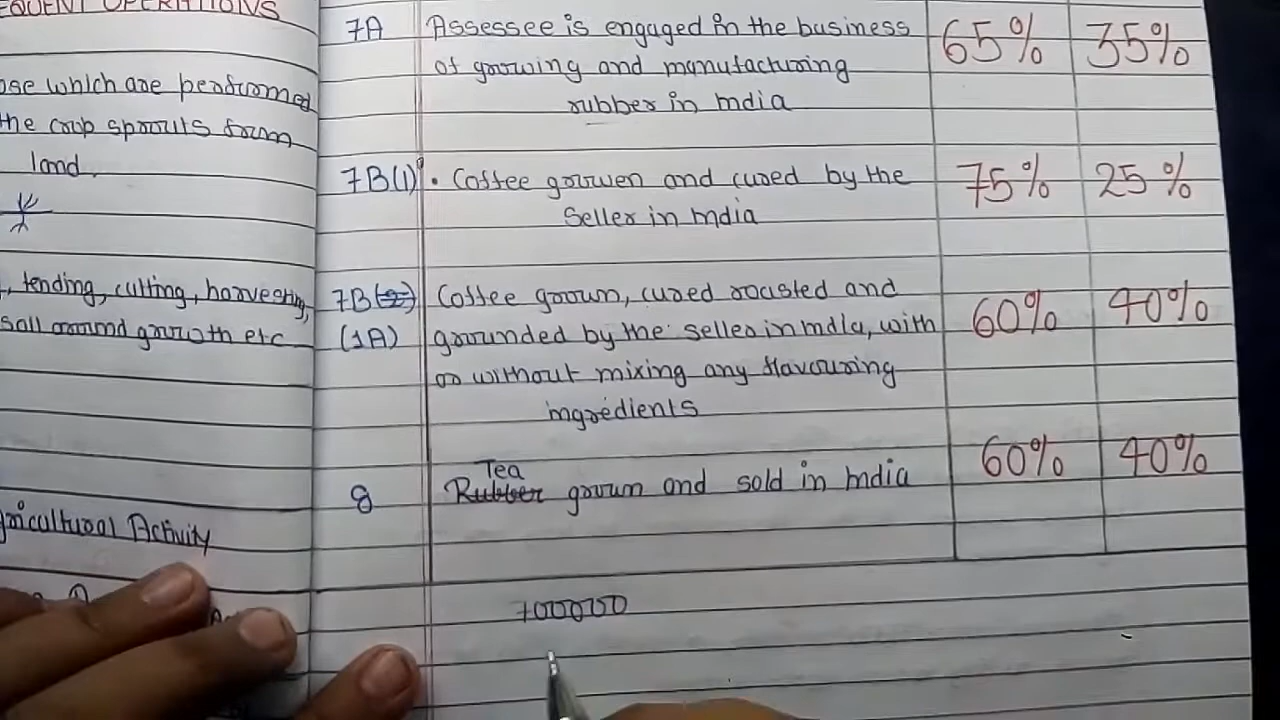 EQUENT OPERATIONS
ose which are performed
the crop sprouts from
land.
, tending, cutting, harvesting,
soil around growth etc
gricultural Activity
7A Assessee is engaged in the business 65% 35%
of growing and manufacturing
rubber in India
7B(1) • Coffee growen and cured by the 75% 25%
Seller in India
7B(2) Coffee grown, cured roasted and 60% 40%
(1A) grounded by the seller in India, with
or without mixing any flavouring
ingredients
Tea
8 Rubber grown and sold in India 60% 40%